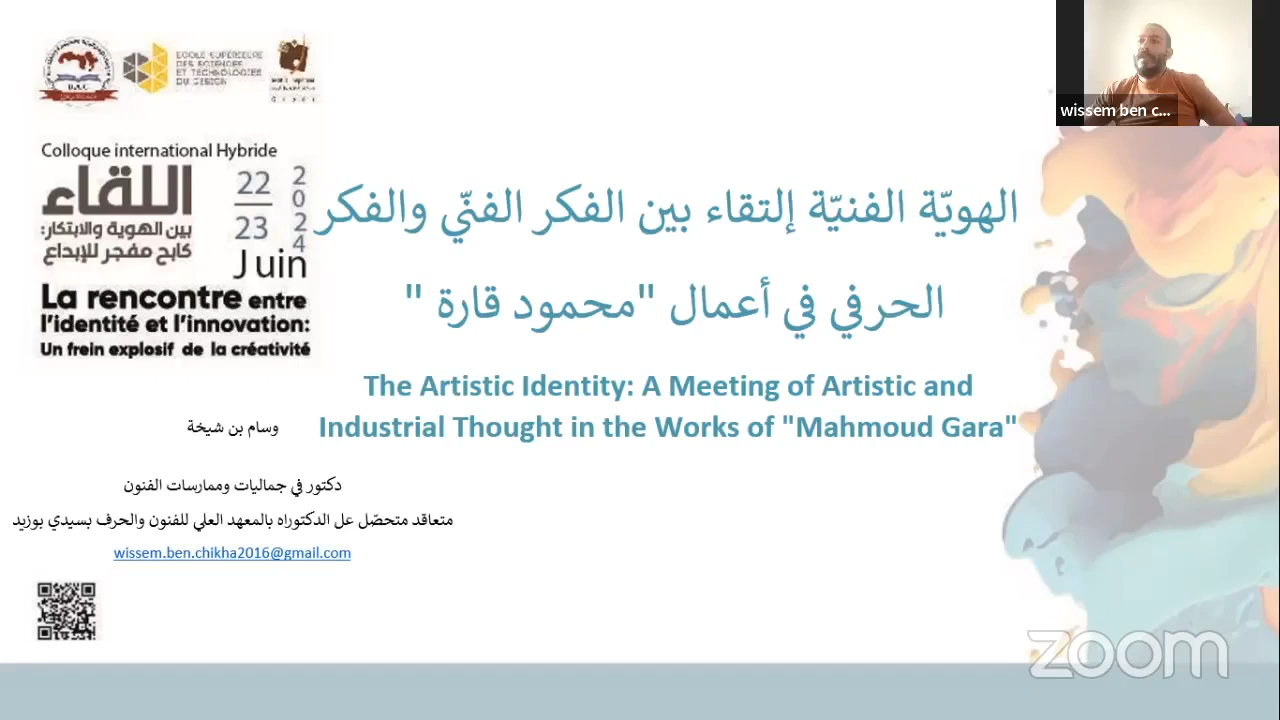 ECOLE SUPERIEURE
DES SCIENCES
ET TECHNOLOGIES
DU DESIGN
Colloque international Hybride
اللقاء
بين الهوية والابتكار:
كابح مفجر للإبداع
22
23
2024
Juin
La rencontre entre
l'identité et l'innovation:
Un frein explosif de la créativité
wissem ben c...
الهويّة الفنيّة إلتقاء بين الفكر الفنّي والفكر
الحرفي في أعمال "محمود قارة "
The Artistic Identity: A Meeting of Artistic and
Industrial Thought in the Works of "Mahmoud Gara"
وسام بن شيخة
دكتور في جماليات وممارسات الفنون
متعاقد متحصّل عل الدكتوراه بالمعهد العلي للفنون والحرف بسيدي بوزيد
wissem.ben.chikha2016@gmail.com
zoom